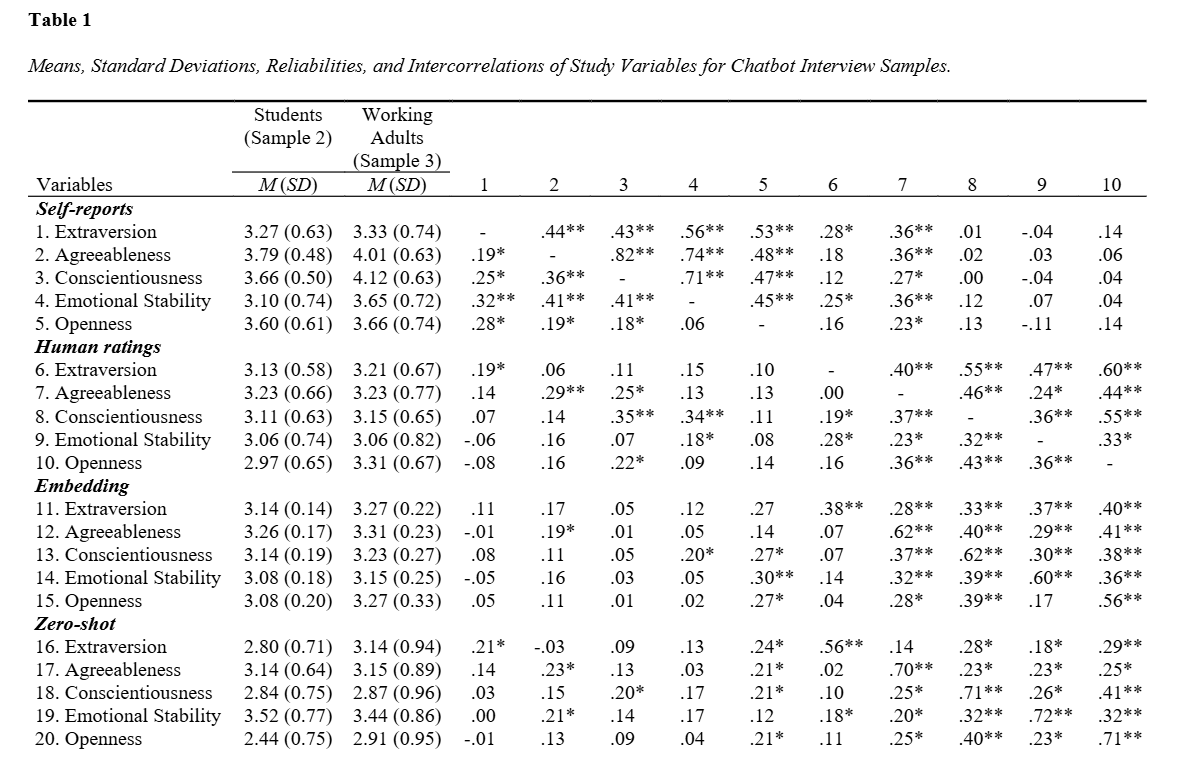 Table 1
Means, Standard Deviations, Reliabilities, and Intercorrelations of Study Variables for Chatbot Interview Samples.
Students (Sample 2) Working Adults (Sample 3)
Variables M (SD) M (SD) 1 2 3 4 5 6 7 8 9 10
Self-reports
1. Extraversion 3.27 (0.63) 3.33 (0.74) - .44** .43** .56** .53** .28* .36** .01 -.04 .14
2. Agreeableness 3.79 (0.48) 4.01 (0.63) .19* - .82** .74** .48** .18 .36** .02 .03 .06
3. Conscientiousness 3.66 (0.50) 4.12 (0.63) .25* .36** - .71** .47** .12 .27* .00 -.04 .04
4. Emotional Stability 3.10 (0.74) 3.65 (0.72) .32** .41** .41** - .45** .25* .36** .12 .07 .04
5. Openness 3.60 (0.61) 3.66 (0.74) .28* .19* .18* .06 - .16 .23* .13 -.11 .14
Human ratings
6. Extraversion 3.13 (0.58) 3.21 (0.67) .19* .06 .11 .15 .10 - .40** .55** .47** .60**
7. Agreeableness 3.23 (0.66) 3.23 (0.77) .14 .29** .25* .13 .13 .00 - .46** .24* .44**
8. Conscientiousness 3.11 (0.63) 3.15 (0.65) .07 .14 .35** .34** .11 .19* .37** - .36** .55**
9. Emotional Stability 3.06 (0.74) 3.06 (0.82) -.06 .16 .07 .18* .08 .28* .23* .32** - .33*
10. Openness 2.97 (0.65) 3.31 (0.67) -.08 .16 .22* .09 .14 .16 .36** .43** .36** -
Embedding
11. Extraversion 3.14 (0.14) 3.27 (0.22) .11 .17 .05 .12 .27 .38** .28** .33** .37** .40**
12. Agreeableness 3.26 (0.17) 3.31 (0.23) -.01 .19* .01 .05 .14 .07 .62** .40** .29** .41**
13. Conscientiousness 3.14 (0.19) 3.23 (0.27) .08 .11 .05 .20* .27* .07 .37** .62** .30** .38**
14. Emotional Stability 3.08 (0.18) 3.15 (0.25) -.05 .16 .03 .05 .30** .14 .32** .39** .60** .36**
15. Openness 3.08 (0.20) 3.27 (0.33) .05 .11 .01 .02 .27* .04 .28* .39** .17 .56**
Zero-shot
16. Extraversion 2.80 (0.71) 3.14 (0.94) .21* -.03 .09 .13 .24* .56** .14 .28* .18* .29**
17. Agreeableness 3.14 (0.64) 3.15 (0.89) .14 .23* .13 .03 .21* .02 .70** .23* .23* .25*
18. Conscientiousness 2.84 (0.75) 2.87 (0.96) .03 .15 .20* .17 .21* .10 .25* .71** .26* .41**
19. Emotional Stability 3.52 (0.77) 3.44 (0.86) .00 .21* .14 .17 .12 .18* .20* .32** .72** .32**
20. Openness 2.44 (0.75) 2.91 (0.95) -.01 .13 .09 .04 .21* .11 .25* .40** .23* .71**